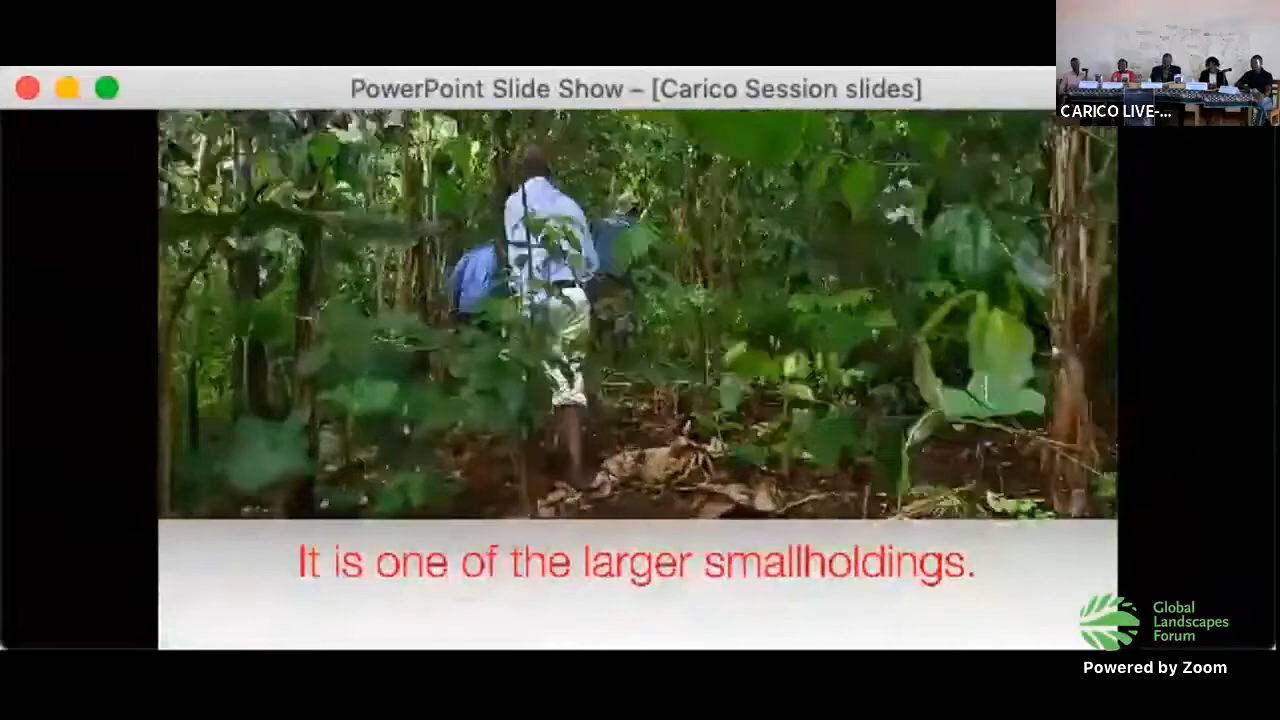 PowerPoint Slide Show – [Carico Session slides]
CARICO LIVE-...
It is one of the larger smallholdings.
Global
Landscapes
Forum
Powered by Zoom